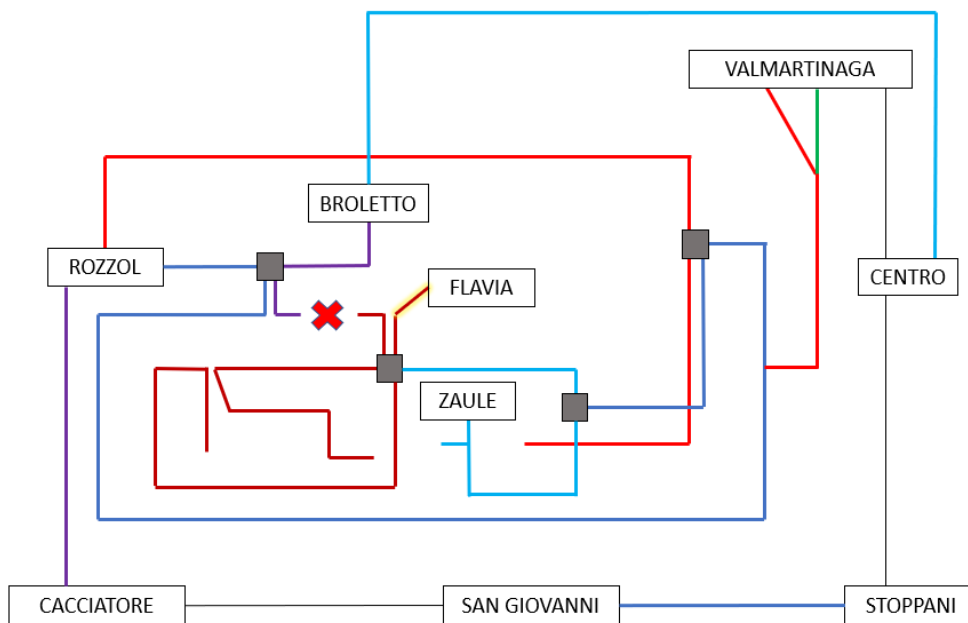 VALMARTINAGA
BROLETTO
ROZZOL
CENTRO
FLAVIA
ZAULE
CACCIATORE
SAN GIOVANNI
STOPPANI